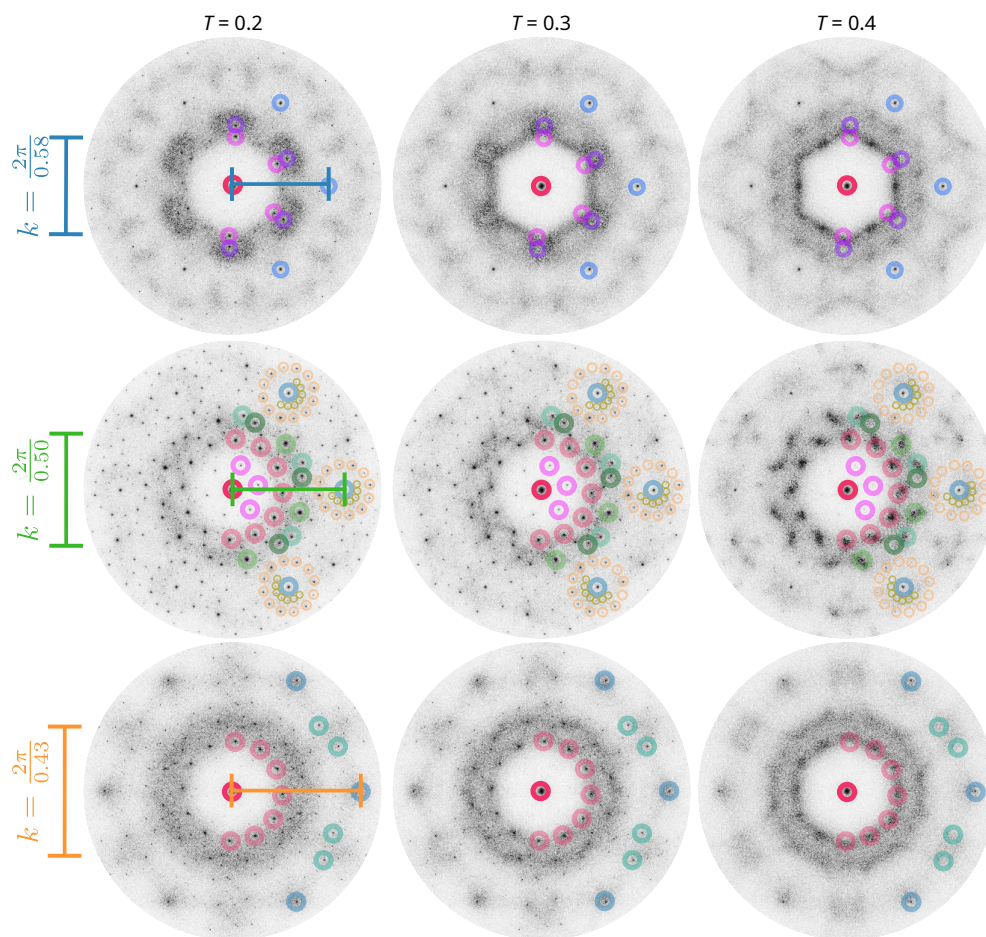 T = 0.2 T = 0.3 T = 0.4
k = 2π/0.58
k = 2π/0.50
k = 2π/0.43